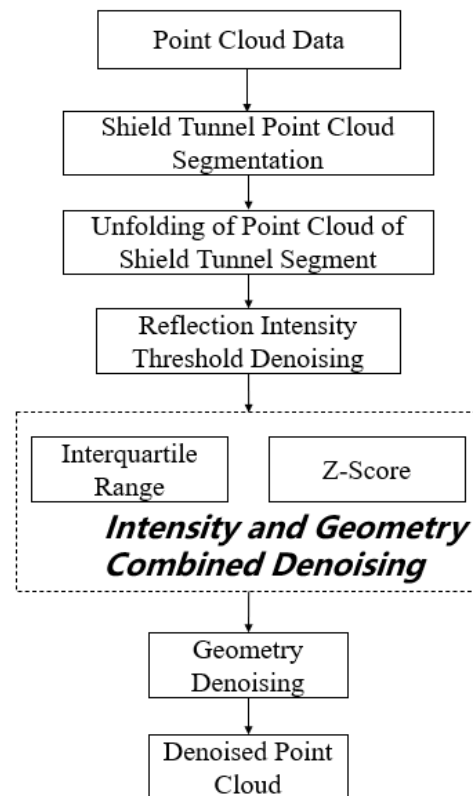 Point Cloud Data
Shield Tunnel Point Cloud
Segmentation
Unfolding of Point Cloud of
Shield Tunnel Segment
Reflection Intensity
Threshold Denoising
Interquartile
Range
Z-Score
Intensity and Geometry
Combined Denoising
Geometry
Denoising
Denoised Point
Cloud